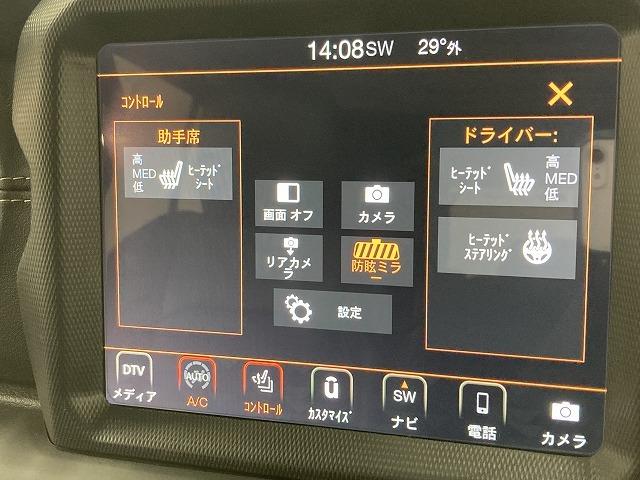 14:08 SW 29°外
コントロール
助手席
高
MED
低
ヒーテッド
シート
画面 オフ
カメラ
リアカメ
ラ
防眩ミラ
ー
設定
ドライバー:
ヒーテッド
シート
高
MED
低
ヒーテッド
ステアリング
DTV
メディア
AUTO
A/C
コントロール
ū
カスタマイズ
SW
ナビ
電話
カメラ